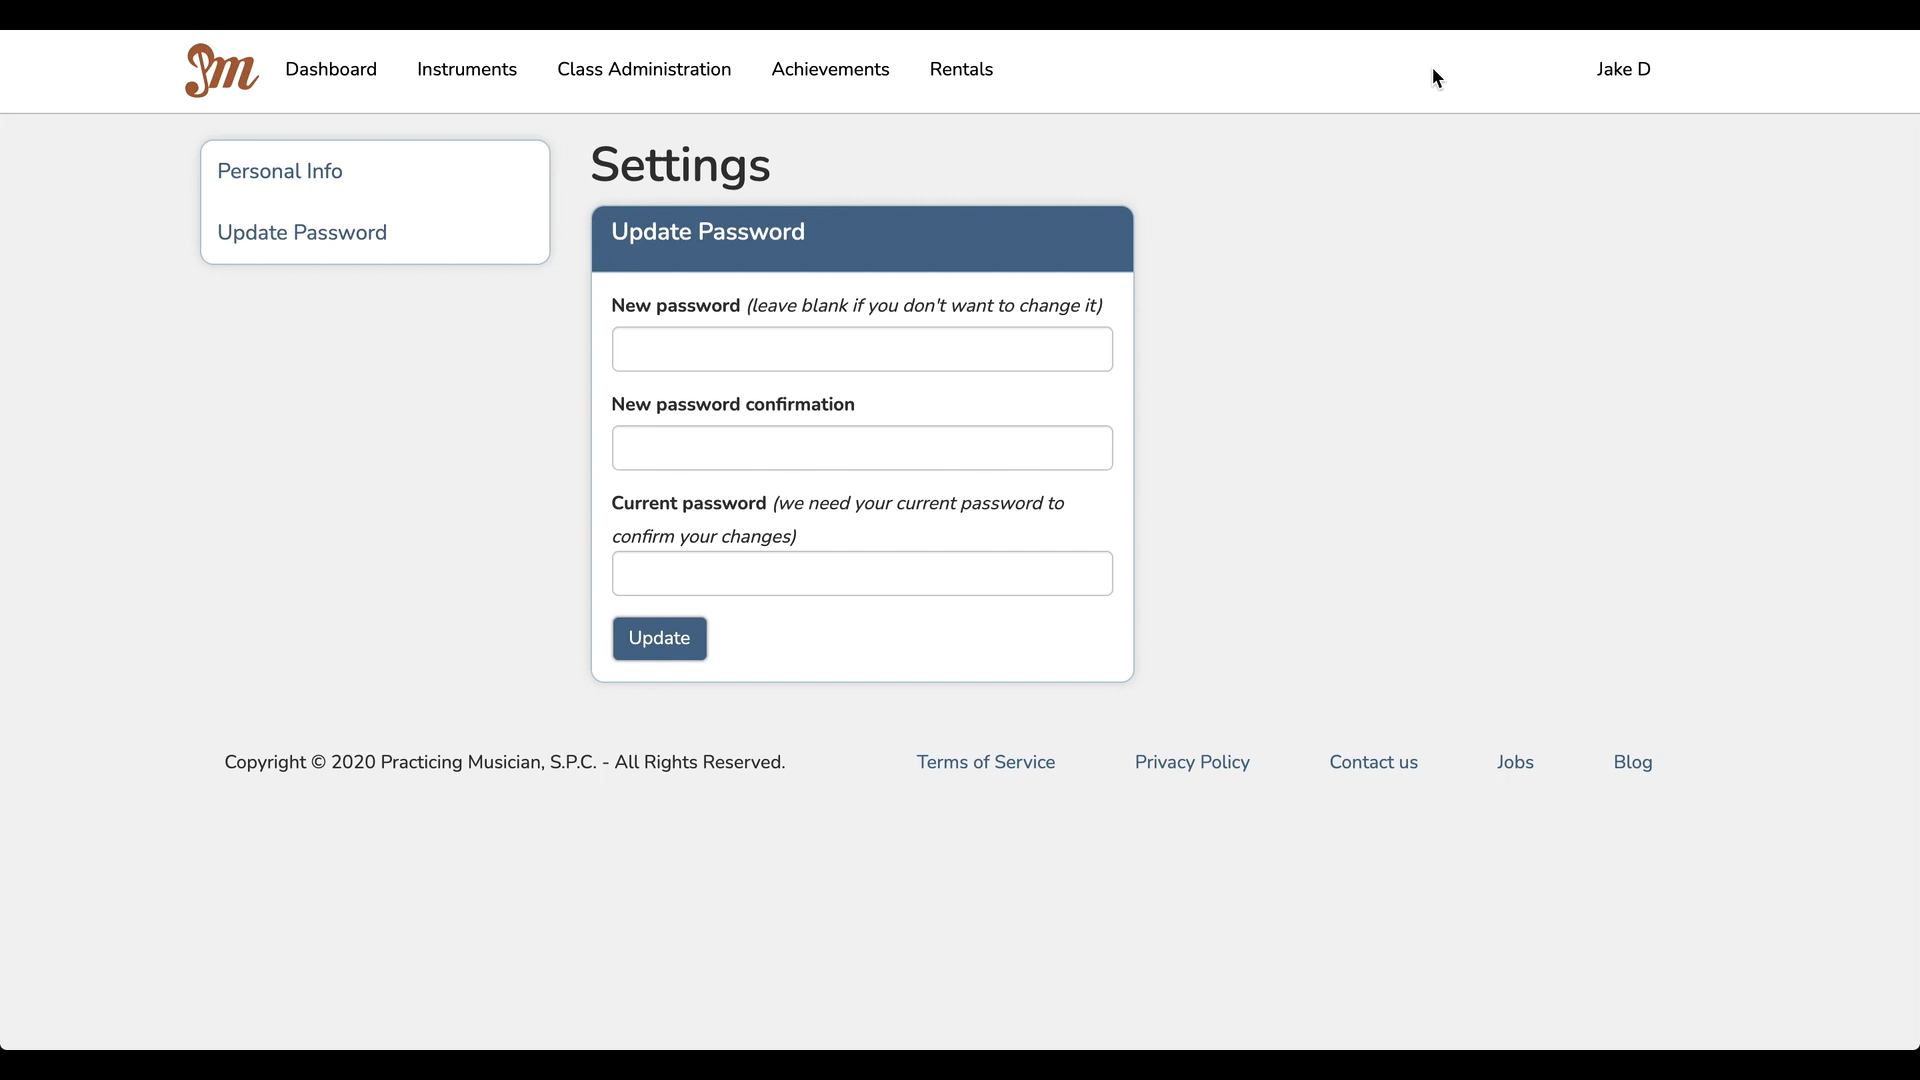 Pm Dashboard Instruments Class Administration Achievements Rentals Jake D
Personal Info
Update Password
Settings
Update Password
New password (leave blank if you don't want to change it)
New password confirmation
Current password (we need your current password to
confirm your changes)
Update
Copyright © 2020 Practicing Musician, S.P.C. - All Rights Reserved. Terms of Service Privacy Policy Contact us Jobs Blog